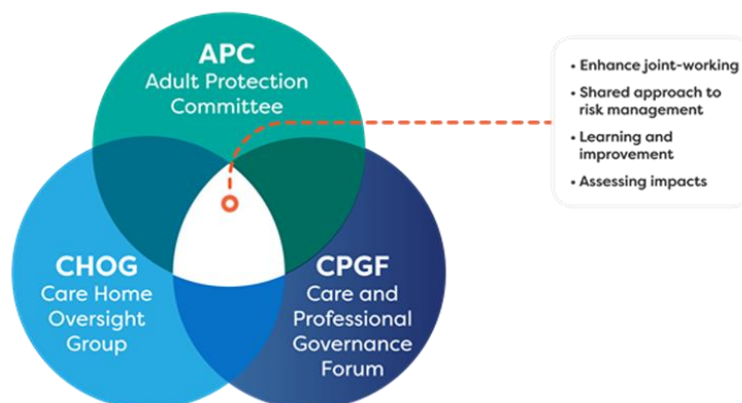 APC
Adult Protection
Committee
• Enhance joint-working
• Shared approach to
risk management
• Learning and
improvement
• Assessing impacts
CHOG
Care Home
Oversight
Group
CPGF
Care and
Professional
Governance
Forum